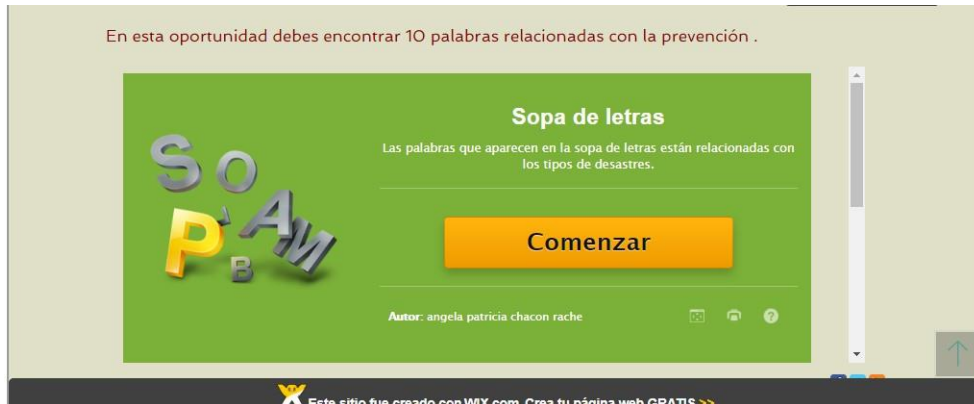 En esta oportunidad debes encontrar 10 palabras relacionadas con la prevención .
Sopa de letras
Las palabras que aparecen en la sopa de letras están relacionadas con
los tipos de desastres.
S O P ' A M B
Comenzar
Autor: angela patricia chacon rache
?
WiX
Este sitio fue creado con WIX.com. Crea tu página web GRATIS >>